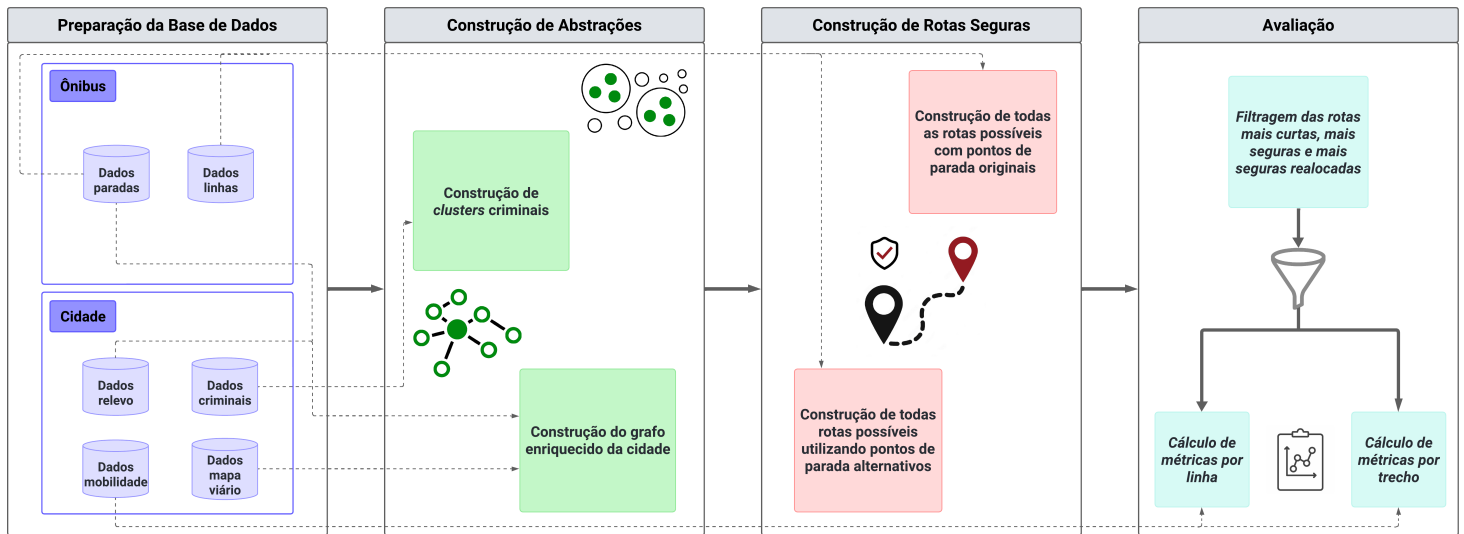 Preparação da Base de Dados
Ônibus
Dados
paradas
Dados
linhas
Cidade
Dados
relevo
Dados
criminais
Dados
mobilidade
Dados
mapa
viário
Construção de Abstrações
Construção de
clusters criminais
Construção do grafo
enriquecido da cidade
Construção de Rotas Seguras
Construção de todas
as rotas possíveis
com pontos de
parada originais
Construção de todas
rotas possíveis
utilizando pontos de
parada alternativos
Avaliação
Filtragem das rotas
mais curtas, mais
seguras e mais
seguras realocadas
Cálculo de
métricas por
linha
Cálculo de
métricas por
trecho